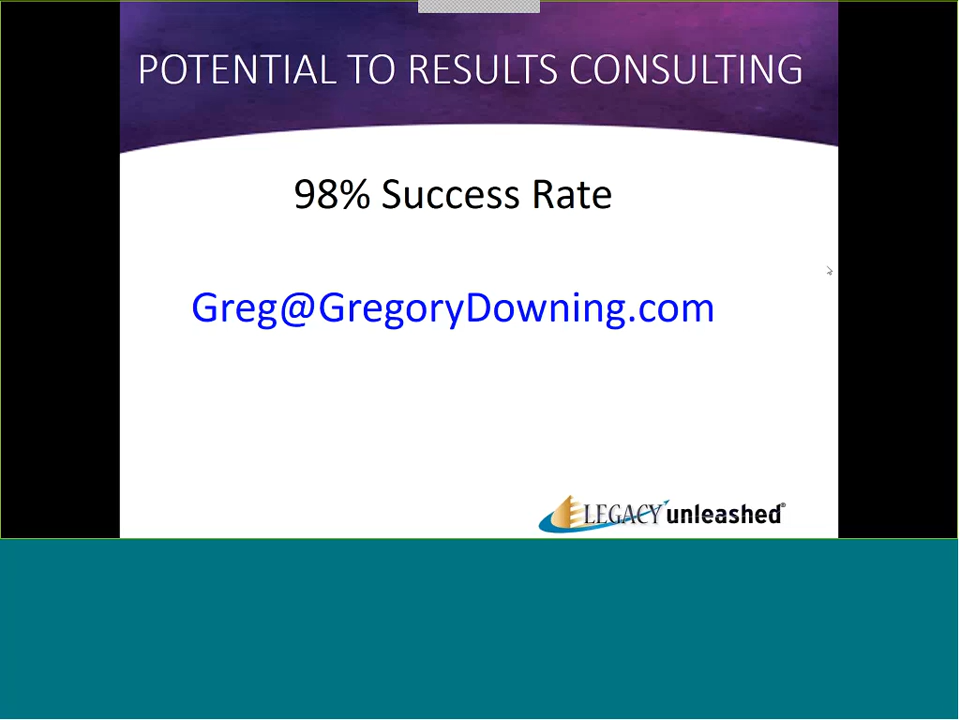 POTENTIAL TO RESULTS CONSULTING
98% Success Rate
Greg@GregoryDowning.com
LEGACY unleashed®